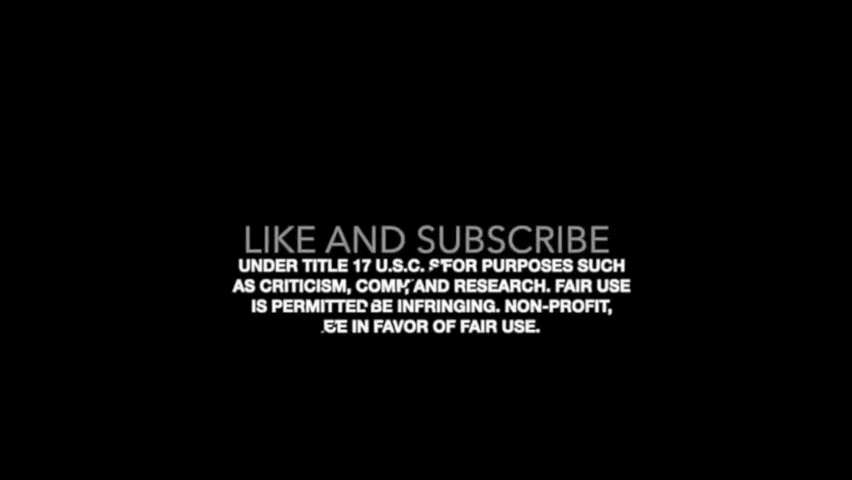 LIKE AND SUBSCRIBE
UNDER TITLE 17 U.S.C. FOR PURPOSES SUCH
AS CRITICISM, AND RESEARCH. FAIR USE
IS PERMITTED BE INFRINGING. NON-PROFIT,
IN FAVOR OF FAIR USE.